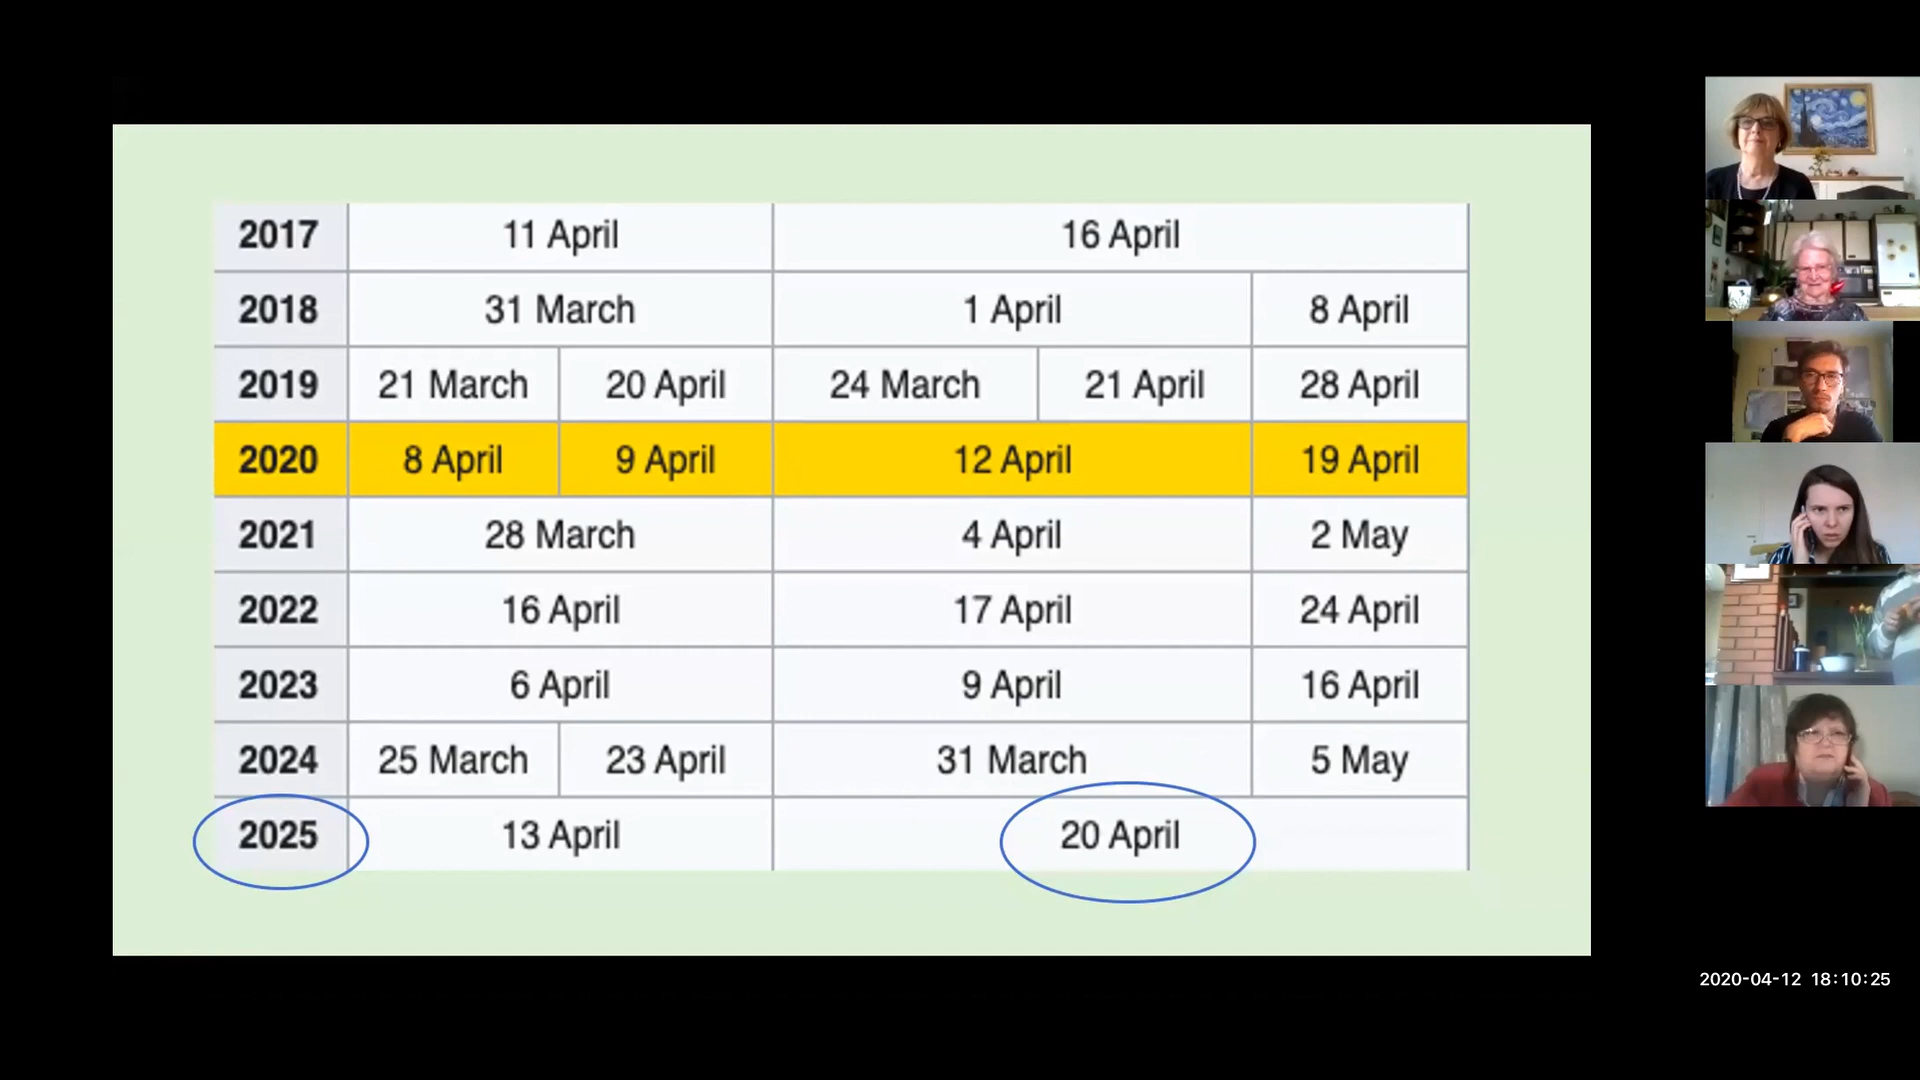 2017 11 April 16 April
2018 31 March 1 April 8 April
2019 21 March 20 April 24 March 21 April 28 April
2020 8 April 9 April 12 April 19 April
2021 28 March 4 April 2 May
2022 16 April 17 April 24 April
2023 6 April 9 April 16 April
2024 25 March 23 April 31 March 5 May
2025 13 April 20 April
2020-04-12 18:10:25